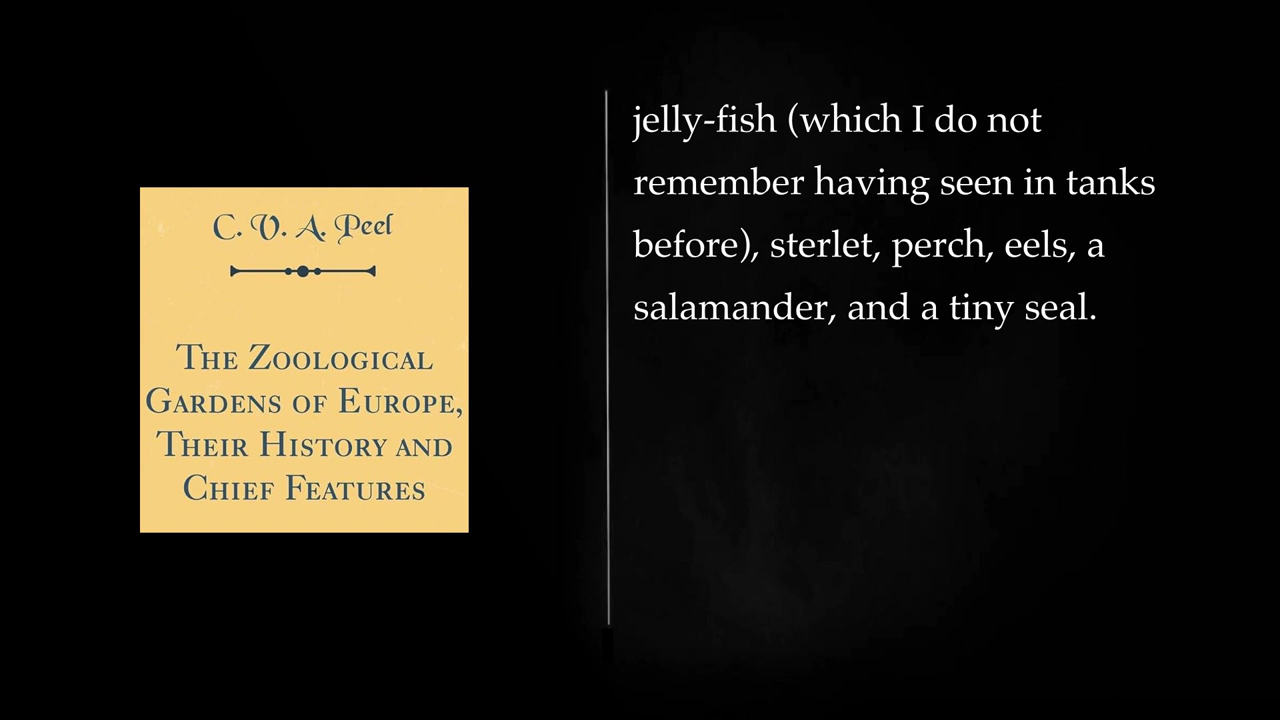 C. V. A. Peel
The Zoological
Gardens of Europe,
Their History and
Chief Features
jelly-fish (which I do not
remember having seen in tanks
before), sterlet, perch, eels, a
salamander, and a tiny seal.